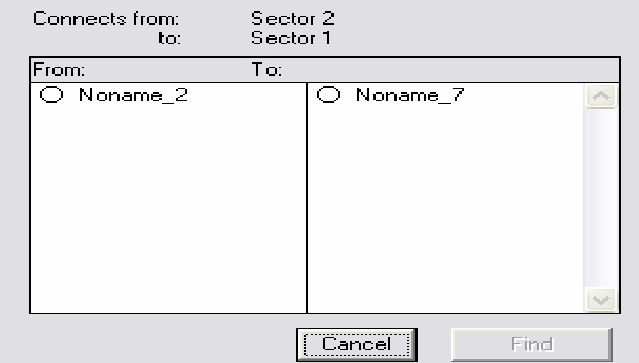 Connects from: Sector 2
to: Sector 1
From: To:
Noname_2 Noname_7
Cancel Find